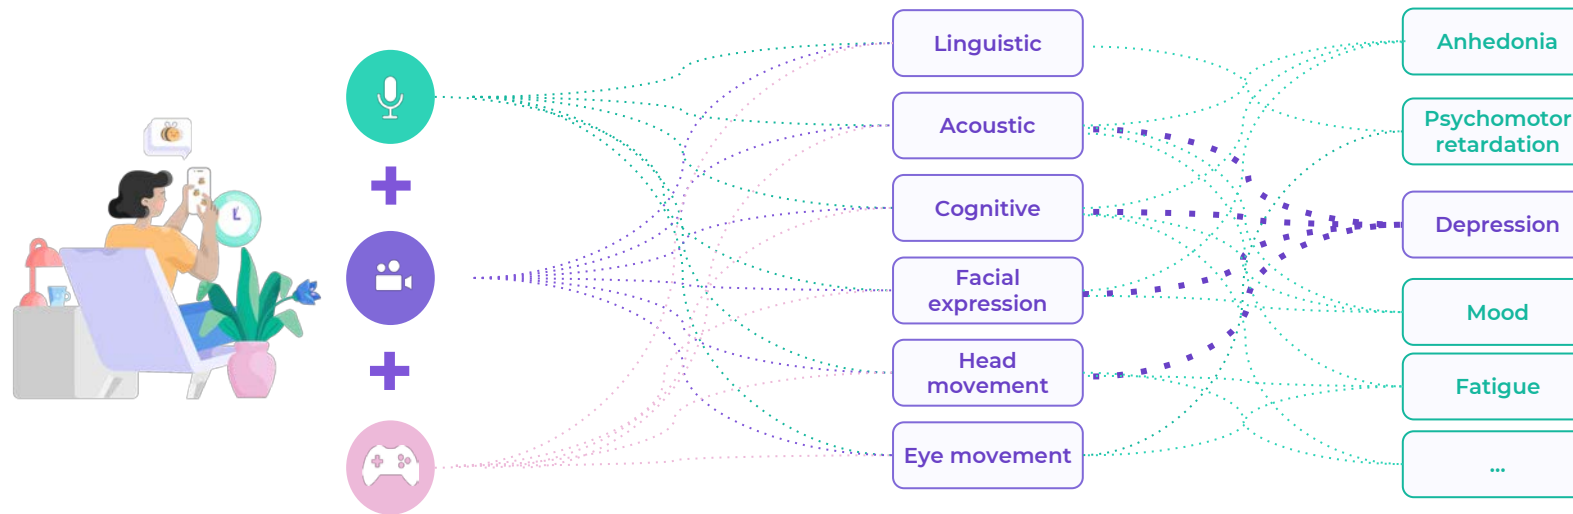 Linguistic
Acoustic
Cognitive
Facial
expression
Head
movement
Eye movement
Anhedonia
Psychomotor
retardation
Depression
Mood
Fatigue
...